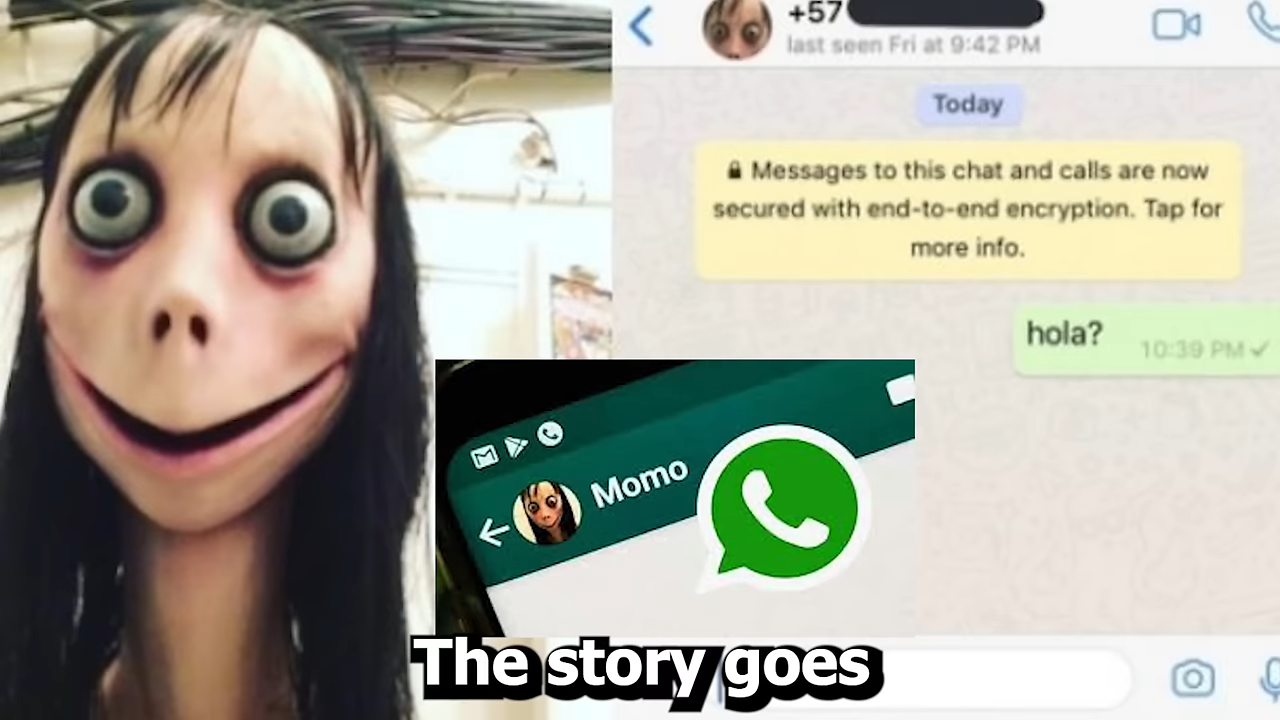 +57
last seen Fri at 9:42 PM
Today
Messages to this chat and calls are now
secured with end-to-end encryption. Tap for
more info.
hola?
10:39 PM
Momo
The story goes